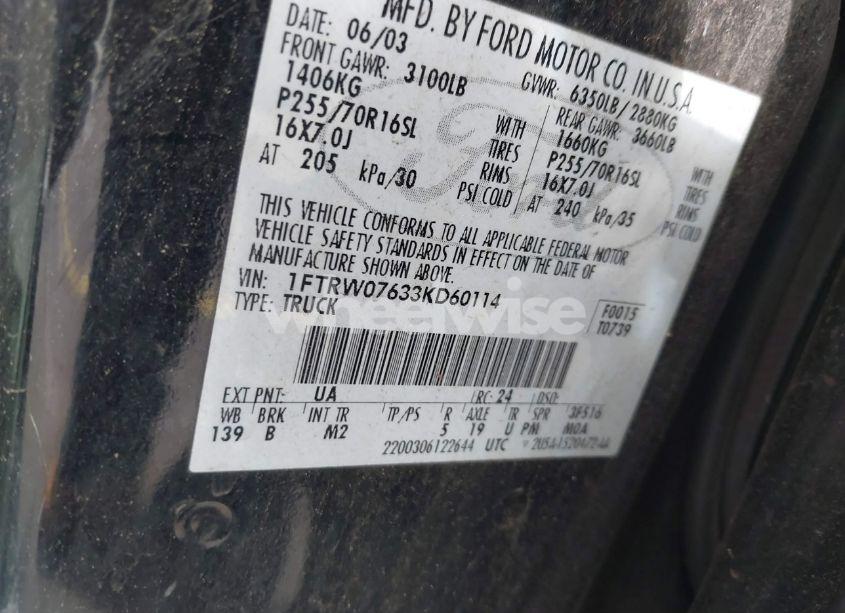 MFD. BY FORD MOTOR CO. IN U.S.A.
DATE: 06/03 GVWR: 6350LB/ 2880KG
FRONT GAWR: 3100LB REAR GAWR: 3660LB
1406KG WITH 1660KG WITH
P255/70R16SL TIRES P255/70R16SL TIRES
16X7.0J RIMS 16X7.0J RIMS
AT 205 kPa/30 PSI COLD AT 240 kPa/35 PSI COLD
THIS VEHICLE CONFORMS TO ALL APPLICABLE FEDERAL MOTOR
VEHICLE SAFETY STANDARDS IN EFFECT ON THE DATE OF
MANUFACTURE SHOWN ABOVE.
VIN: 1FTRW07633KD60114
TYPE: TRUCK
F0015
T0739
wheelwise
EXT PNT: UA RC: 24 DSO:
WB BRK INT TR TP/PS R AXLE TR SPR 3F516
139 B M2 5 19 U PM MOA
2200306122644 UTC
Ford